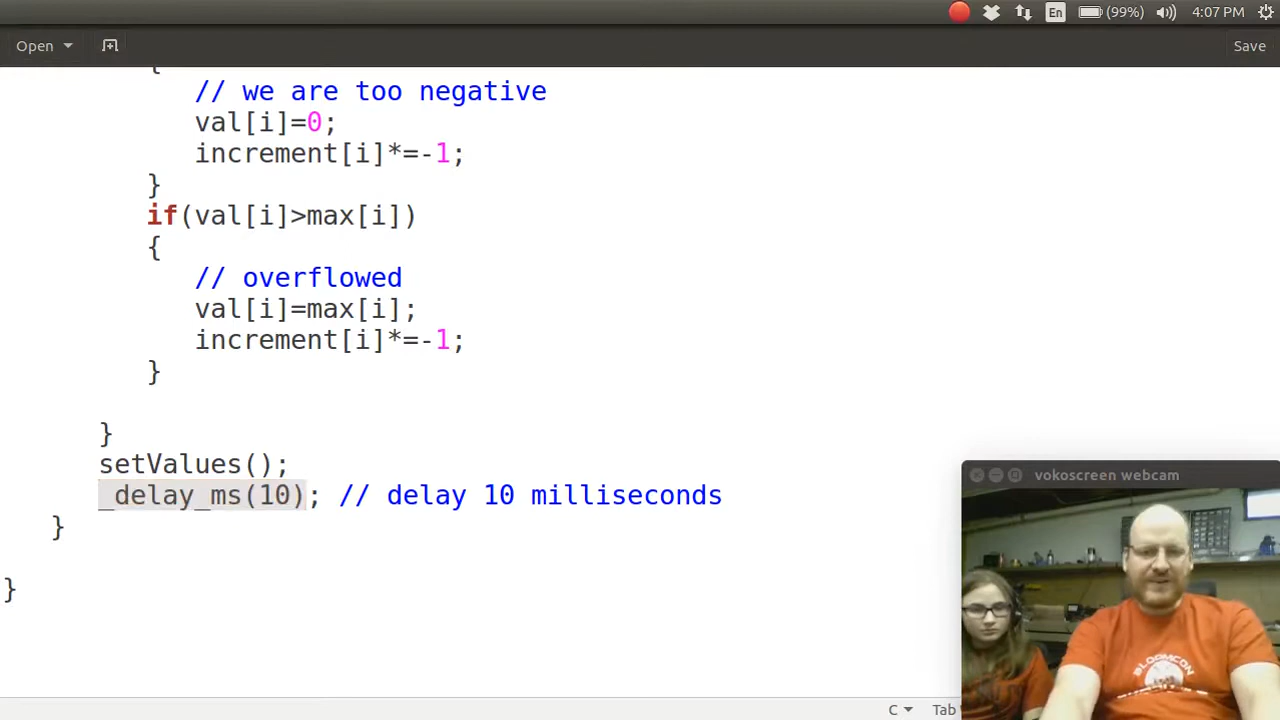 En (99%) 4:07 PM
Open Save
{
// we are too negative
val[i]=0;
increment[i]*=-1;
}
if(val[i]>max[i])
{
// overflowed
val[i]=max[i];
increment[i]*=-1;
}
}
setValues();
_delay_ms(10); // delay 10 milliseconds
}
}
vokoscreen webcam
BLOOMCON
C Tab